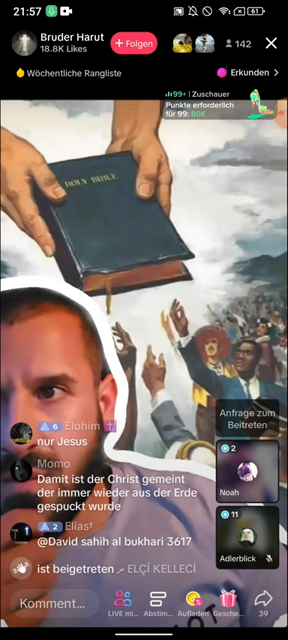 21:57
61
Bruder Harut
18.8K Likes
+ Folgen
142
Wöchentliche Rangliste
Erkunden >
99+ | Zuschauer
Punkte erforderlich
für 99: 80K
HOLY BIBLE
6 Elohim
nur Jesus
Momo
Damit ist der Christ gemeint
der immer wieder aus der Erde
gespuckt wurde
2 Elias†
@David sahih al bukhari 3617
ist beigetreten
ELÇİ KELLECİ
Anfrage zum
Beitreten
2
Noah
11
Adlerblick
Komment...
LIVE mi...
Abstim...
Aufladen
Gesche...
39